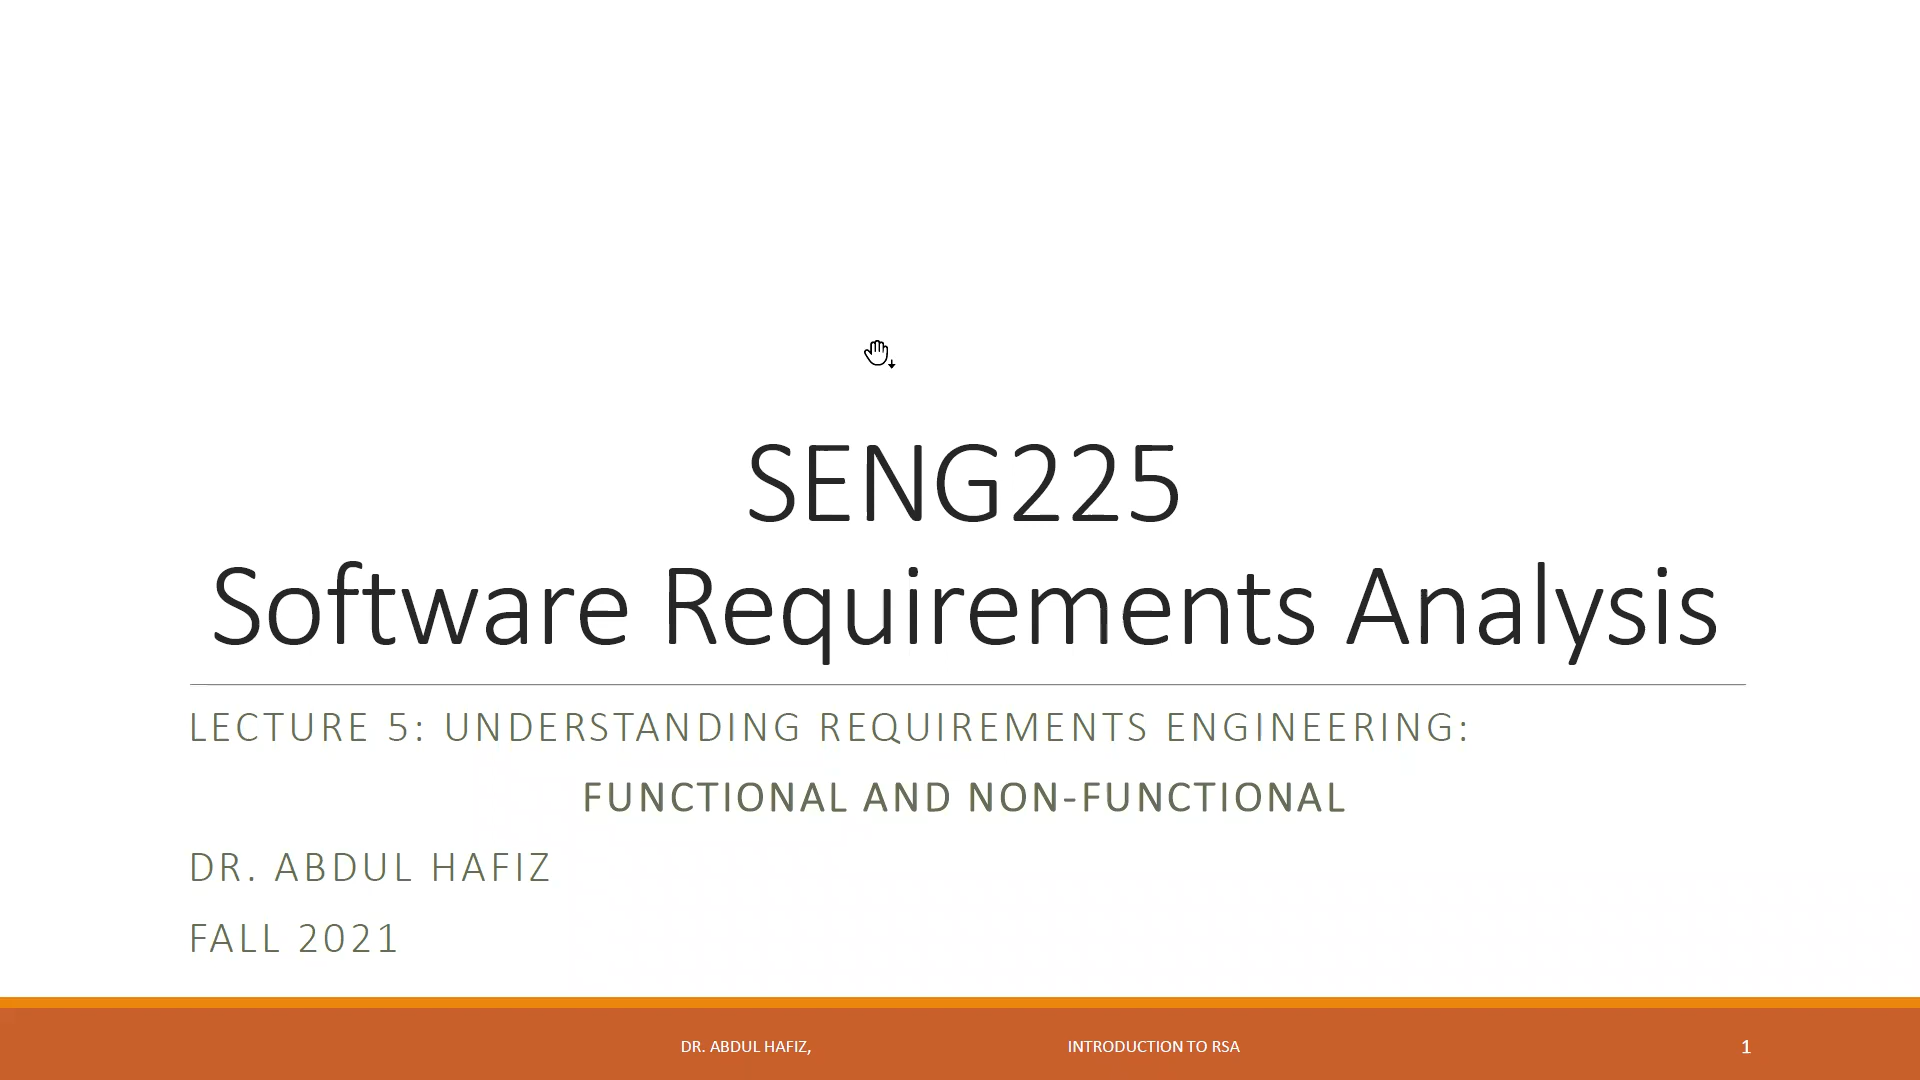 SENG225
Software Requirements Analysis
LECTURE 5: UNDERSTANDING REQUIREMENTS ENGINEERING:
FUNCTIONAL AND NON-FUNCTIONAL
DR. ABDUL HAFIZ
FALL 2021
DR. ABDUL HAFIZ, INTRODUCTION TO RSA 1